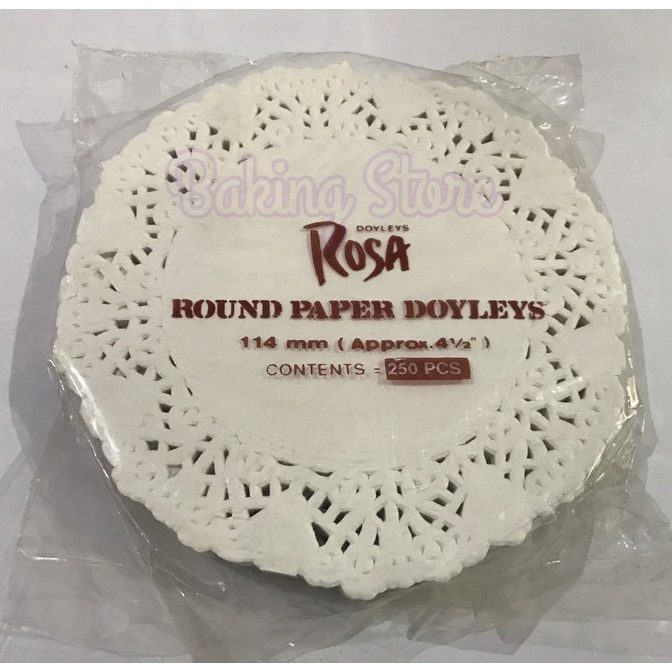 Baking Store
DOYLEYS
ROSA
ROUND PAPER DOYLEYS
114 mm ( Approx. 4½" )
CONTENTS = 250 PCS